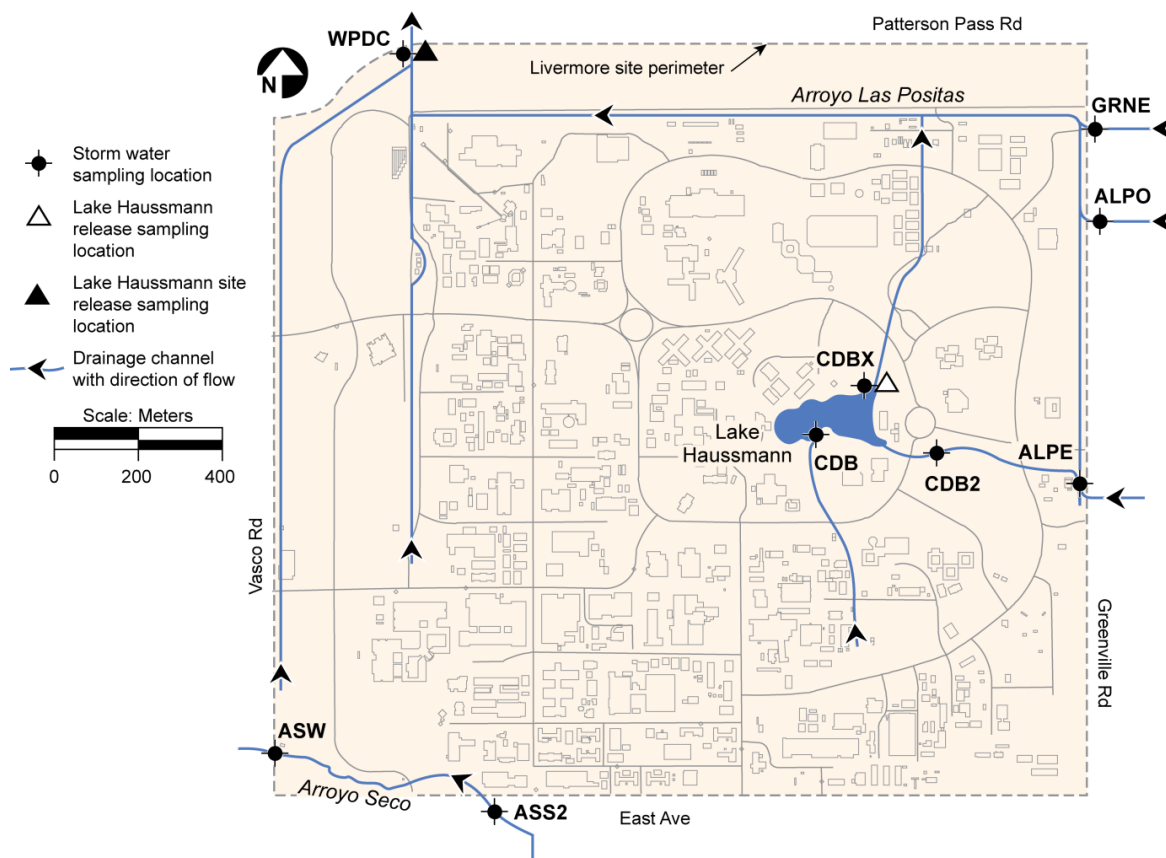 Patterson Pass Rd
WPDC
Livermore site perimeter
N
Arroyo Las Positas
GRNE
Storm water
sampling location
ALPO
Lake Haussmann
release sampling
location
Lake Haussmann site
release sampling
location
Drainage channel
with direction of flow
CDBX
Scale: Meters
0 200 400
Lake
Haussmann
CDB
CDB2
ALPE
Vasco Rd
Greenville Rd
ASW
Arroyo Seco
ASS2
East Ave